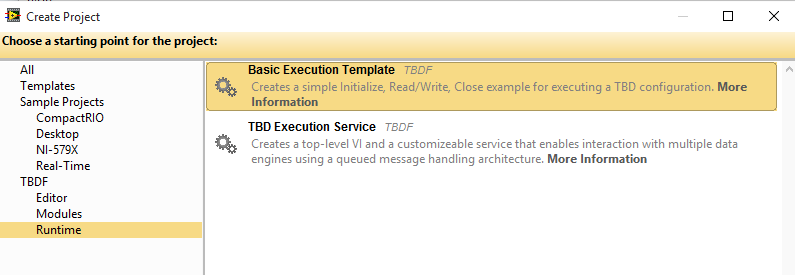 Create Project
Choose a starting point for the project:
All
Templates
Sample Projects
CompactRIO
Desktop
NI-579X
Real-Time
TBDF
Editor
Modules
Runtime
Basic Execution Template TBDF
Creates a simple Initialize, Read/Write, Close example for executing a TBD configuration. More
Information
TBD Execution Service TBDF
Creates a top-level VI and a customizeable service that enables interaction with multiple data
engines using a queued message handling architecture. More Information